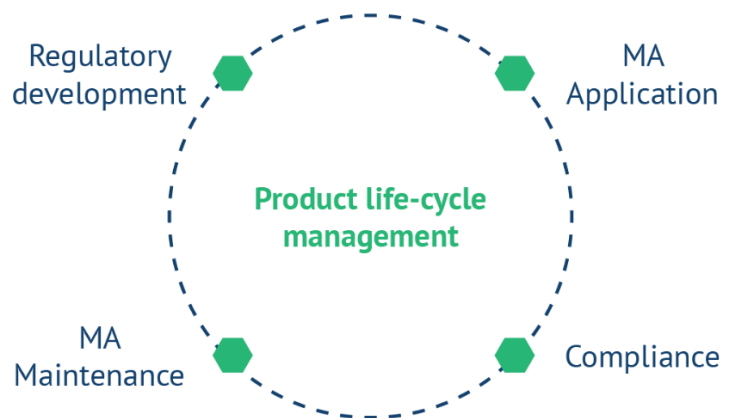 Regulatory
development
MA
Application
Product life-cycle
management
MA
Maintenance
Compliance